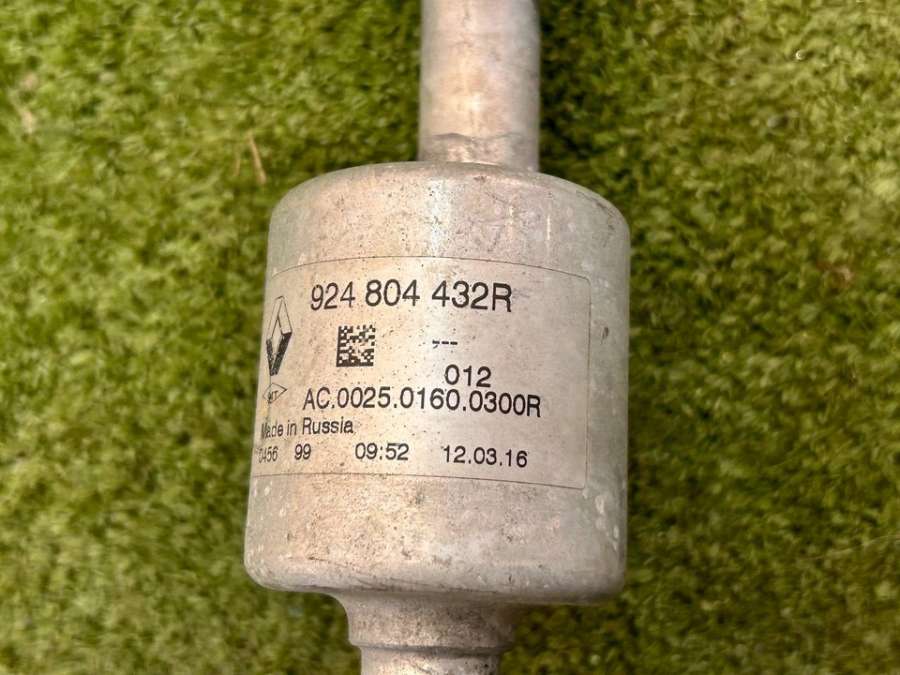 924 804 432R
---
012
AC.0025.0160.0300R
Made in Russia
0456 99 09:52 12.03.16